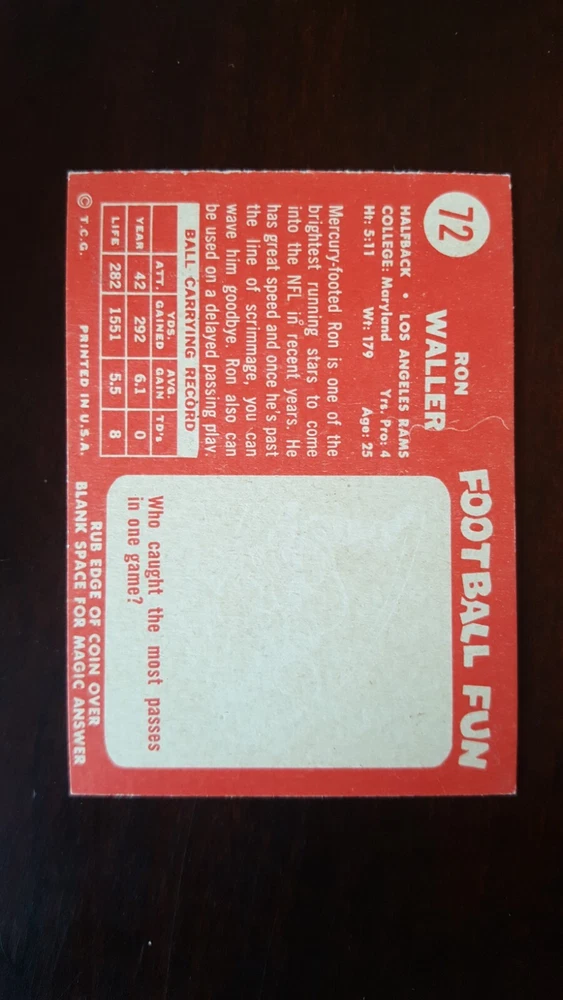 72
RON
WALLER
HALFBACK • LOS ANGELES RAMS
COLLEGE: Maryland Yrs. Pro: 4
Ht: 5:11 Wt: 179 Age: 25
Mercury-footed Ron is one of the
brightest running stars to come
into the NFL in recent years. He
has great speed and once he's past
the line of scrimmage, you can
wave him goodbye. Ron also can
be used on a delayed passing play.
BALL CARRYING RECORD
ATT. YDS. GAINED AVG. GAIN TD's
YEAR 42 292 6.1 0
LIFE 282 1551 5.5 8
© T.C.G. PRINTED IN U.S.A.
FOOTBALL FUN
Who caught the most passes
in one game?
RUB EDGE OF COIN OVER
BLANK SPACE FOR MAGIC ANSWER